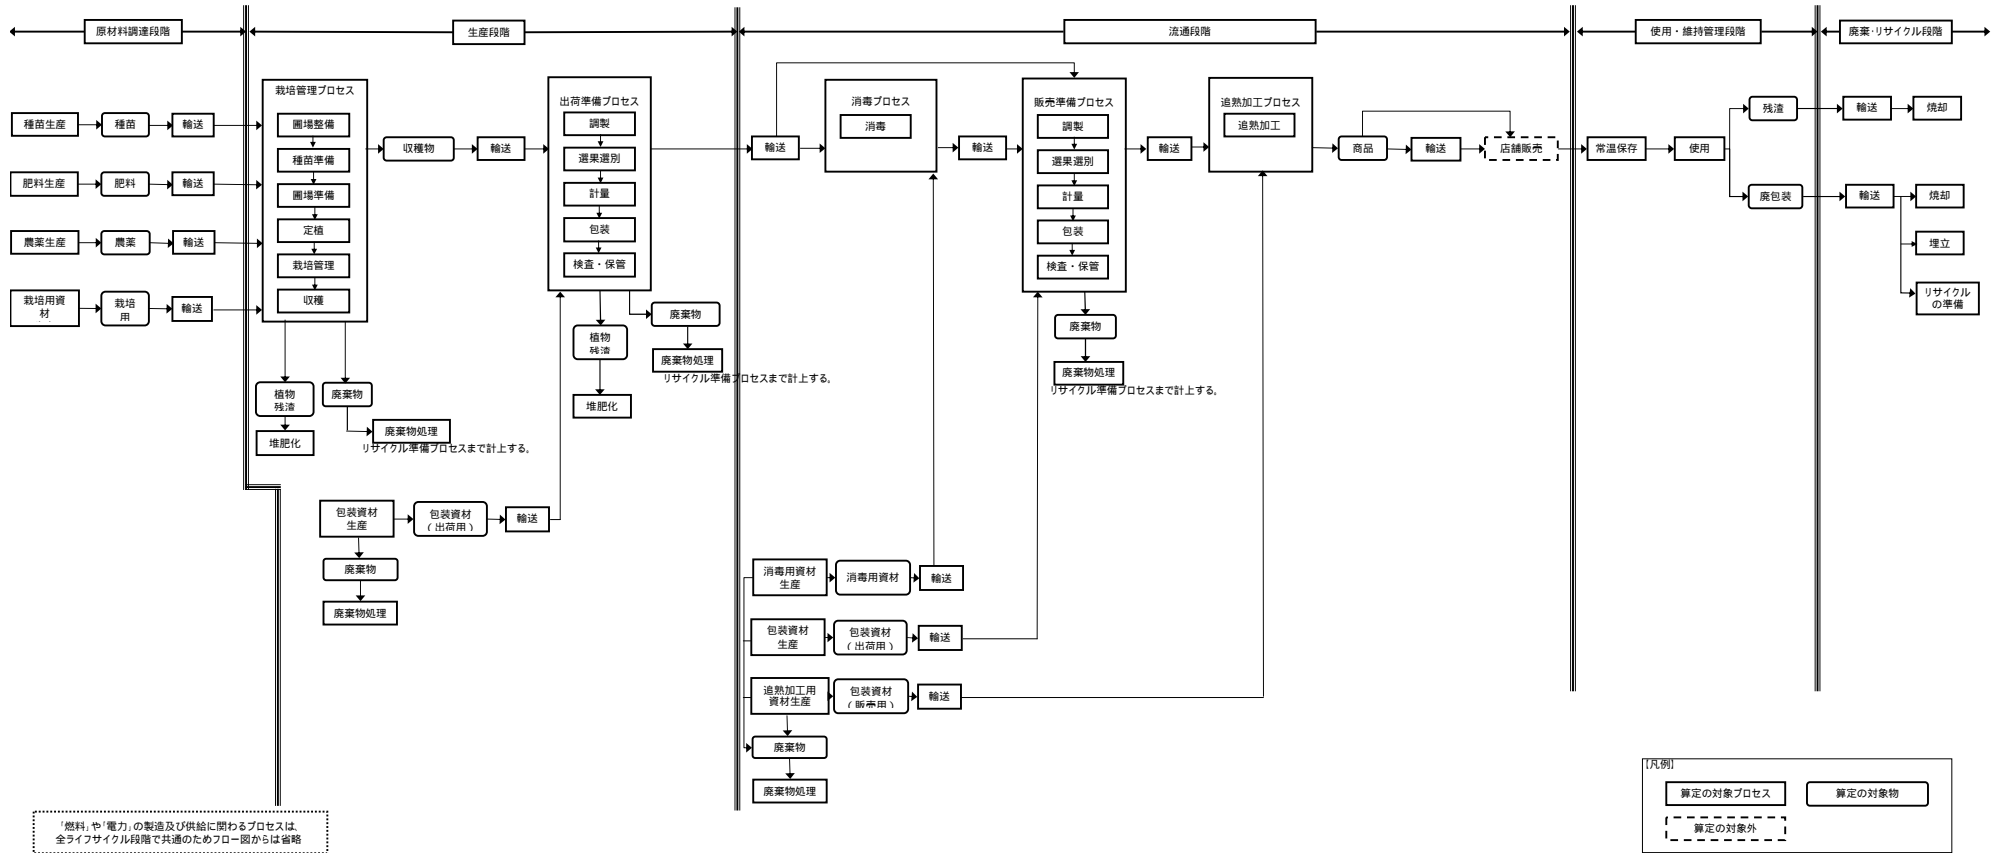 原材料調達段階
生産段階
流通段階
使用・維持管理段階
廃棄・リサイクル段階
種苗生産
種苗
輸送
肥料生産
肥料
輸送
農薬生産
農薬
輸送
栽培用資
材
栽培
用
輸送
栽培管理プロセス
圃場整備
種苗準備
圃場準備
定植
栽培管理
収穫
植物
残渣
堆肥化
廃棄物
廃棄物処理
リサイクル準備プロセスまで計上する。
収穫物
輸送
出荷準備プロセス
調製
選果選別
計量
包装
検査・保管
植物
残渣
堆肥化
廃棄物
廃棄物処理
リサイクル準備プロセスまで計上する。
包装資材
生産
包装資材
（出荷用）
輸送
廃棄物
廃棄物処理
輸送
消毒プロセス
消毒
輸送
販売準備プロセス
調製
選果選別
計量
包装
検査・保管
廃棄物
廃棄物処理
リサイクル準備プロセスまで計上する。
輸送
追熟加工プロセス
追熟加工
商品
輸送
店舗販売
消毒用資材
生産
消毒用資材
輸送
包装資材
生産
包装資材
（出荷用）
輸送
追熟加工用
資材生産
包装資材
（販売用）
輸送
廃棄物
廃棄物処理
常温保存
使用
残渣
輸送
焼却
廃包装
輸送
焼却
埋立
リサイクル
の準備
「燃料」や「電力」の製造及び供給に関わるプロセスは、
全ライフサイクル段階で共通のためフロー図からは省略
【凡例】
算定の対象プロセス
算定の対象物
算定の対象外